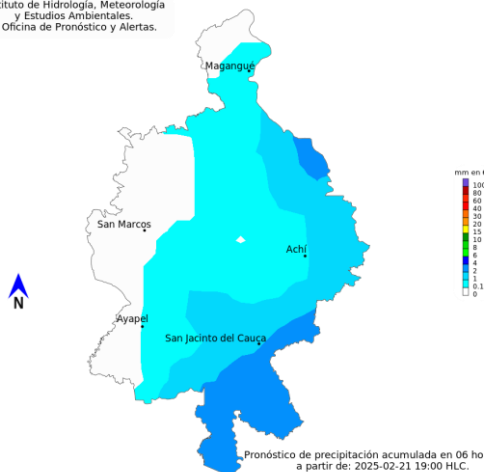 ituto de Hidrología, Meteorología
y Estudios Ambientales.
Oficina de Pronóstico y Alertas.
Magangué
San Marcos
Achí
Ayapel
San Jacinto del Cauca
N
mm en
100
80
60
40
30
20
15
10
8
6
4
2
1
0.1
0
Pronóstico de precipitación acumulada en 06 ho
a partir de: 2025-02-21 19:00 HLC.